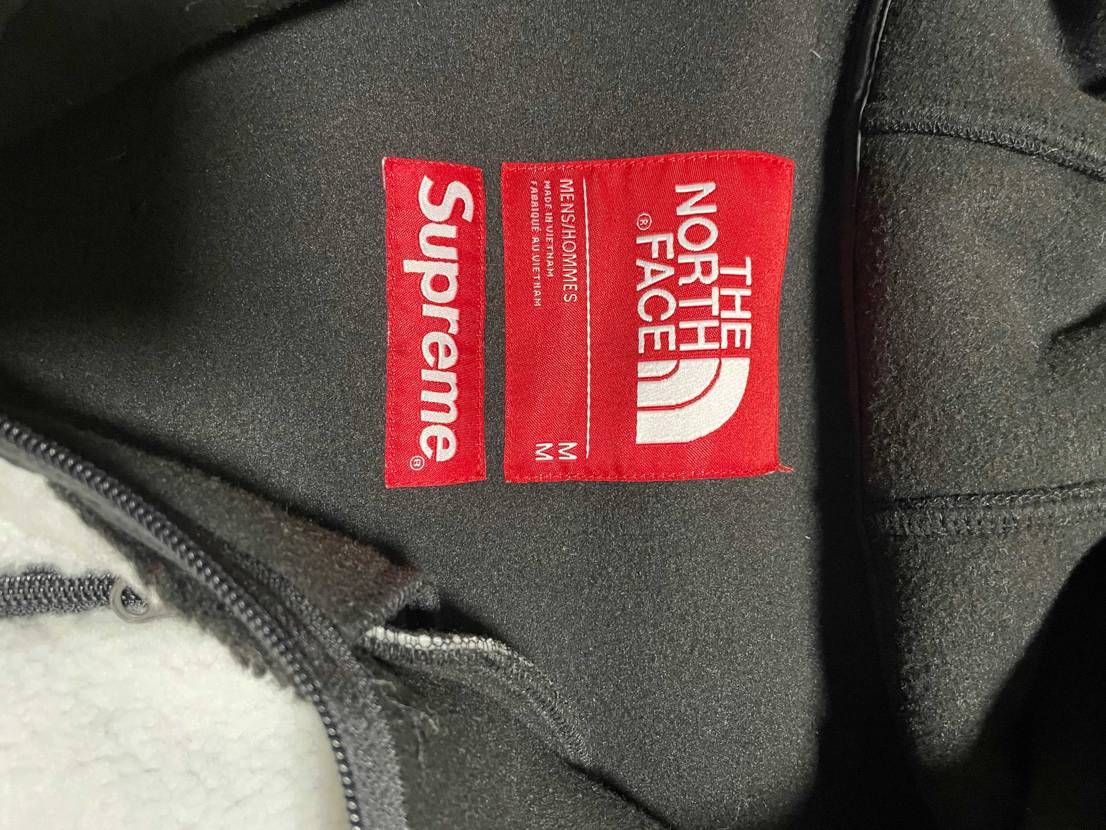 THE
NORTH
FACE®
MENS/HOMMES M
MADE IN VIETNAM M
FABRIQUÉ AU VIETNAM
Supreme®